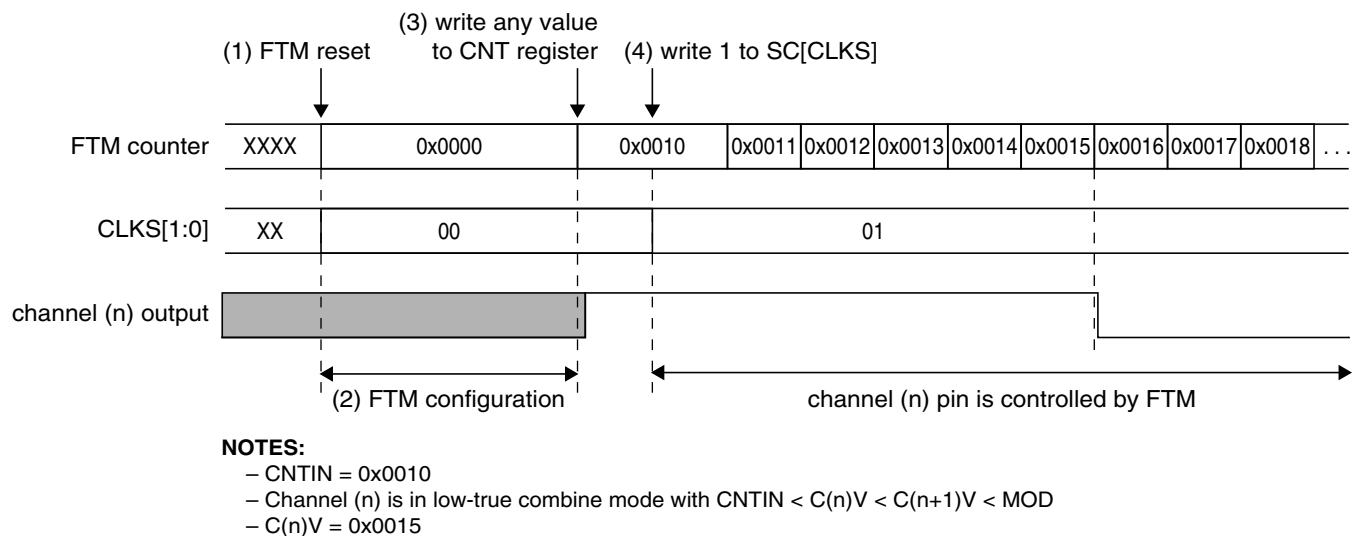 (3) write any value
(1) FTM reset to CNT register (4) write 1 to SC[CLKS]
FTM counter XXXX 0x0000 0x0010 0x0011 0x0012 0x0013 0x0014 0x0015 0x0016 0x0017 0x0018 . . .
CLKS[1:0] XX 00 01
channel (n) output
(2) FTM configuration channel (n) pin is controlled by FTM
NOTES:
– CNTIN = 0x0010
– Channel (n) is in low-true combine mode with CNTIN < C(n)V < C(n+1)V < MOD
– C(n)V = 0x0015